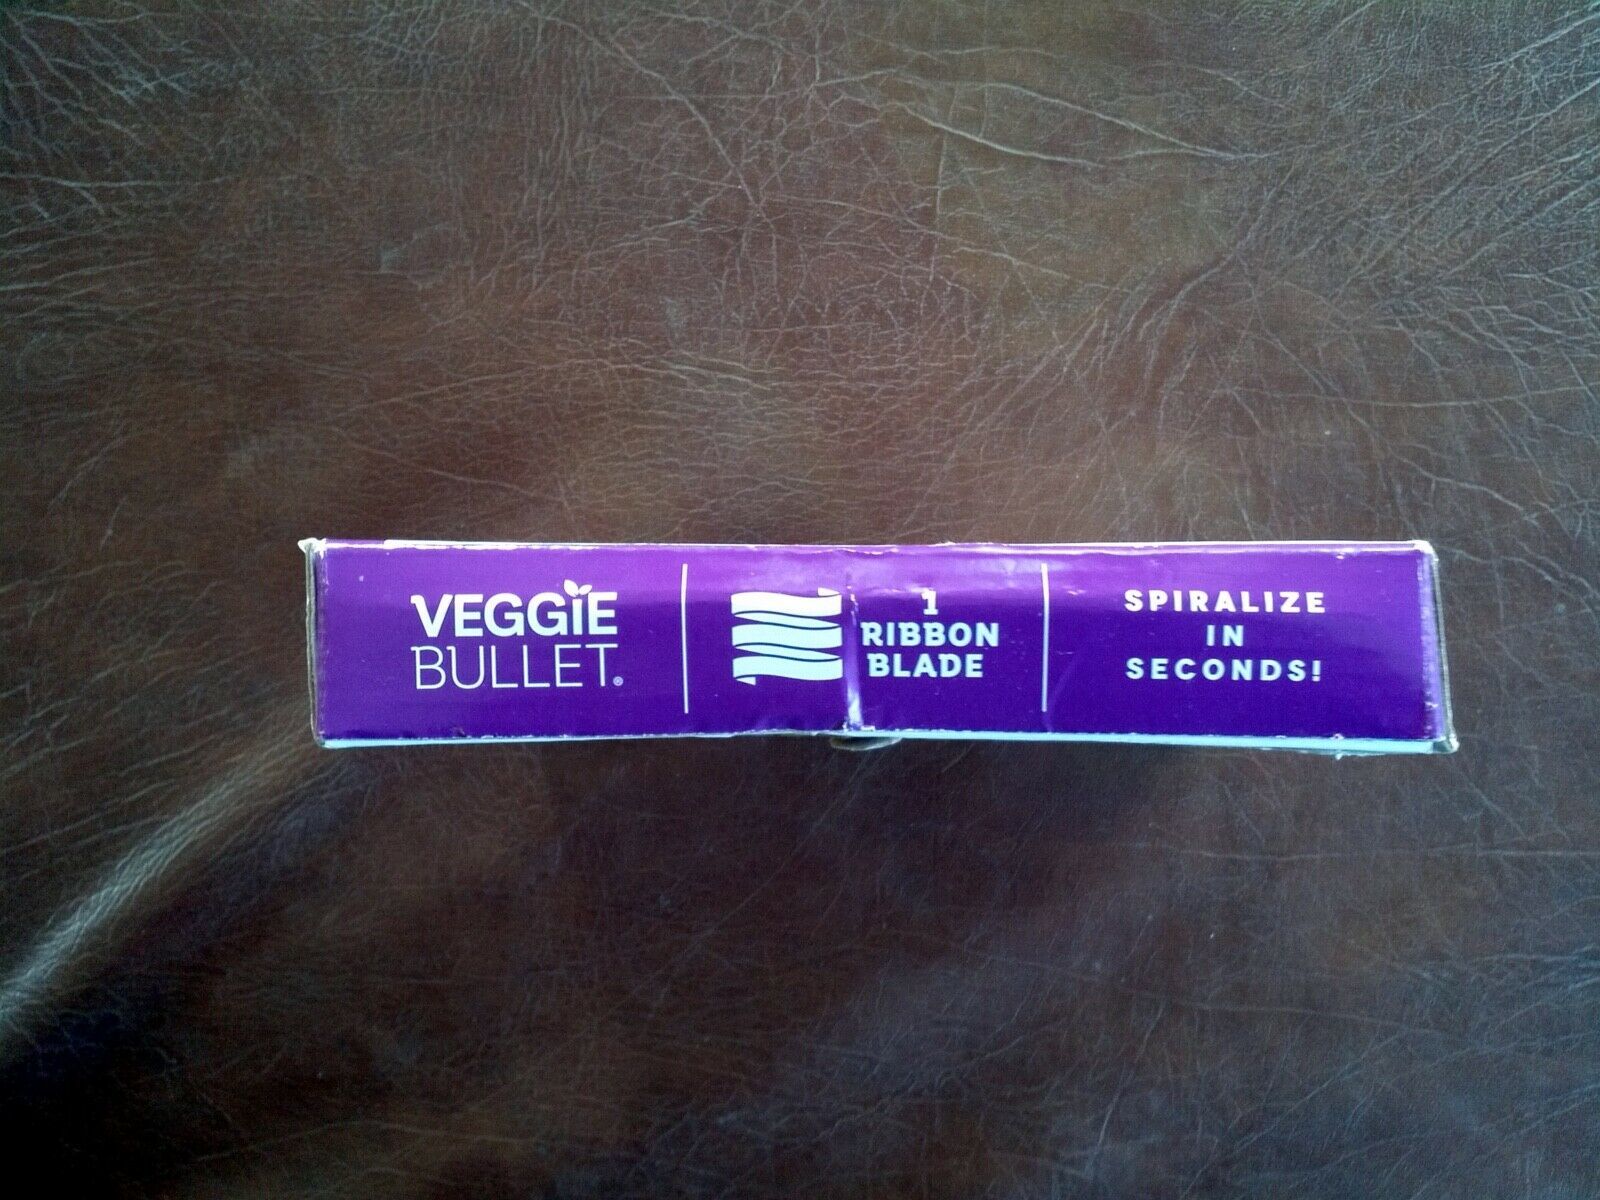 VEGGiE
BULLET®
1
RIBBON
BLADE
SPIRALIZE
IN
SECONDS!